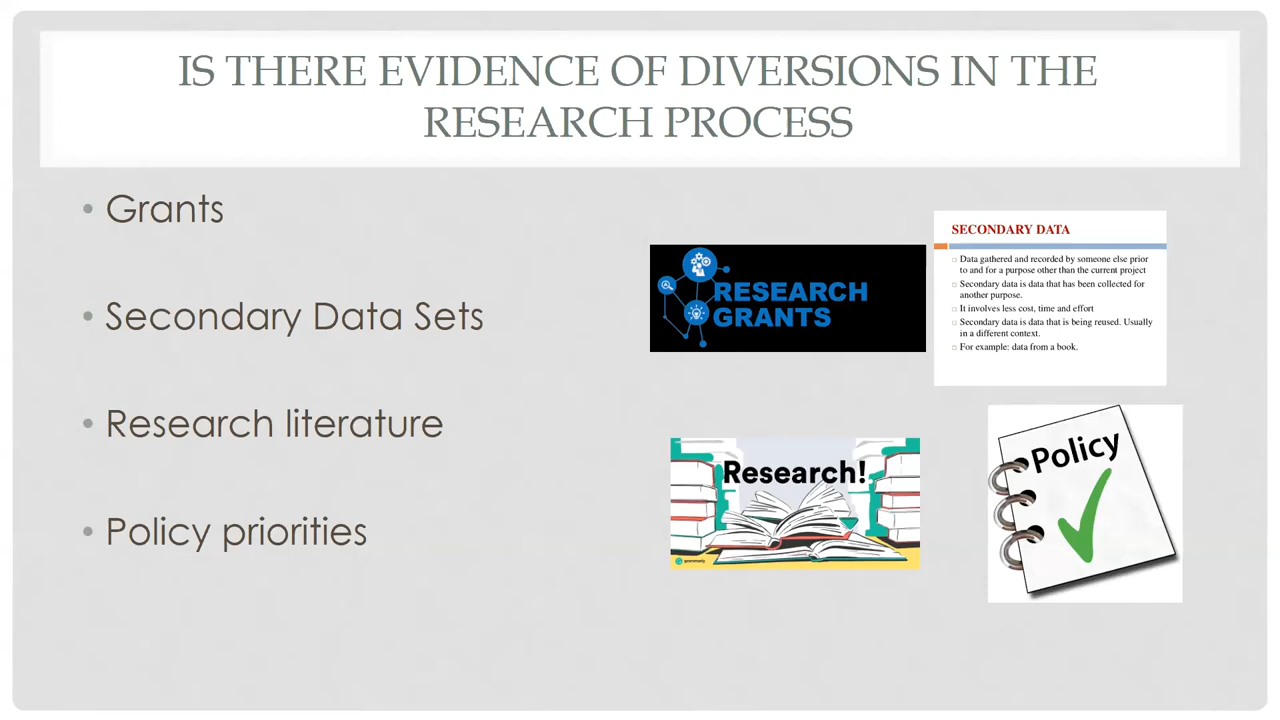 IS THERE EVIDENCE OF DIVERSIONS IN THE
RESEARCH PROCESS
• Grants
• Secondary Data Sets
• Research literature
• Policy priorities
RESEARCH
GRANTS
SECONDARY DATA
Data gathered and recorded by someone else prior
to and for a purpose other than the current project
Secondary data is data that has been collected for
another purpose.
It involves less cost, time and effort
Secondary data is data that is being reused. Usually
in a different context.
For example: data from a book.
Research!
grammarly
Policy